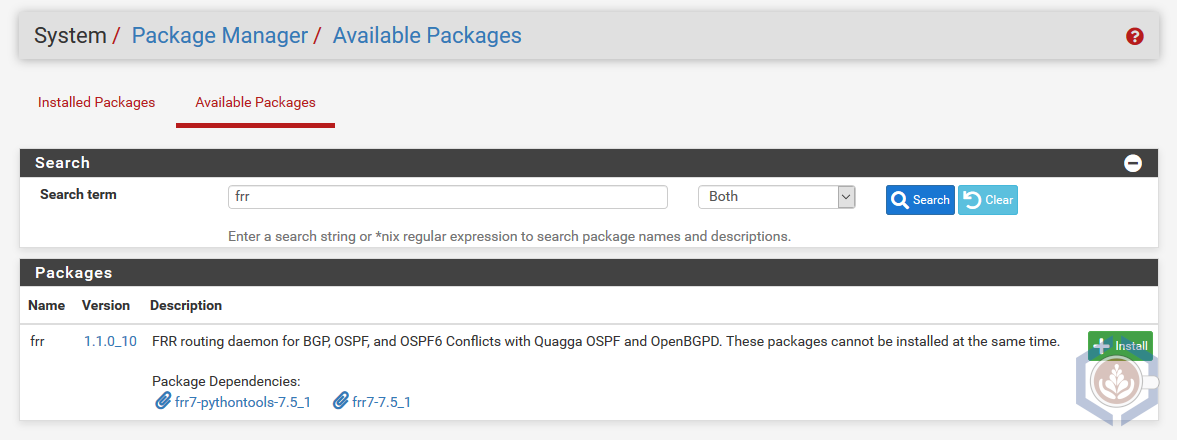 System / Package Manager / Available Packages
Installed Packages Available Packages
Search
Search term frr Both Search Clear
Enter a search string or *nix regular expression to search package names and descriptions.
Packages
Name Version Description
frr 1.1.0_10 FRR routing daemon for BGP, OSPF, and OSPF6 Conflicts with Quagga OSPF and OpenBGPD. These packages cannot be installed at the same time. Install
Package Dependencies:
frr7-pythontools-7.5_1 frr7-7.5_1